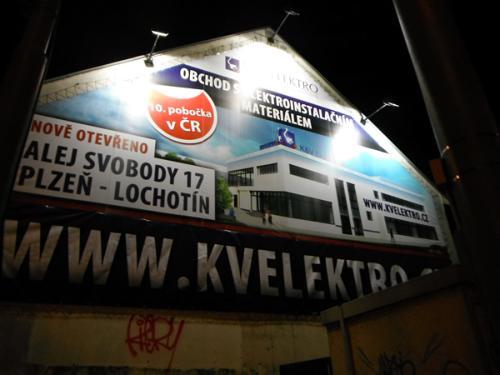 OBCHOD S ELEKTROINSTALAČNÍM
MATERIÁLEM
10. pobočka
v ČR
NOVĚ OTEVŘENO
ALEJ SVOBODY 17
PLZEŇ - LOCHOTÍN
WWW.KVELEKTRO.CZ
WWW.KVELEKTRO